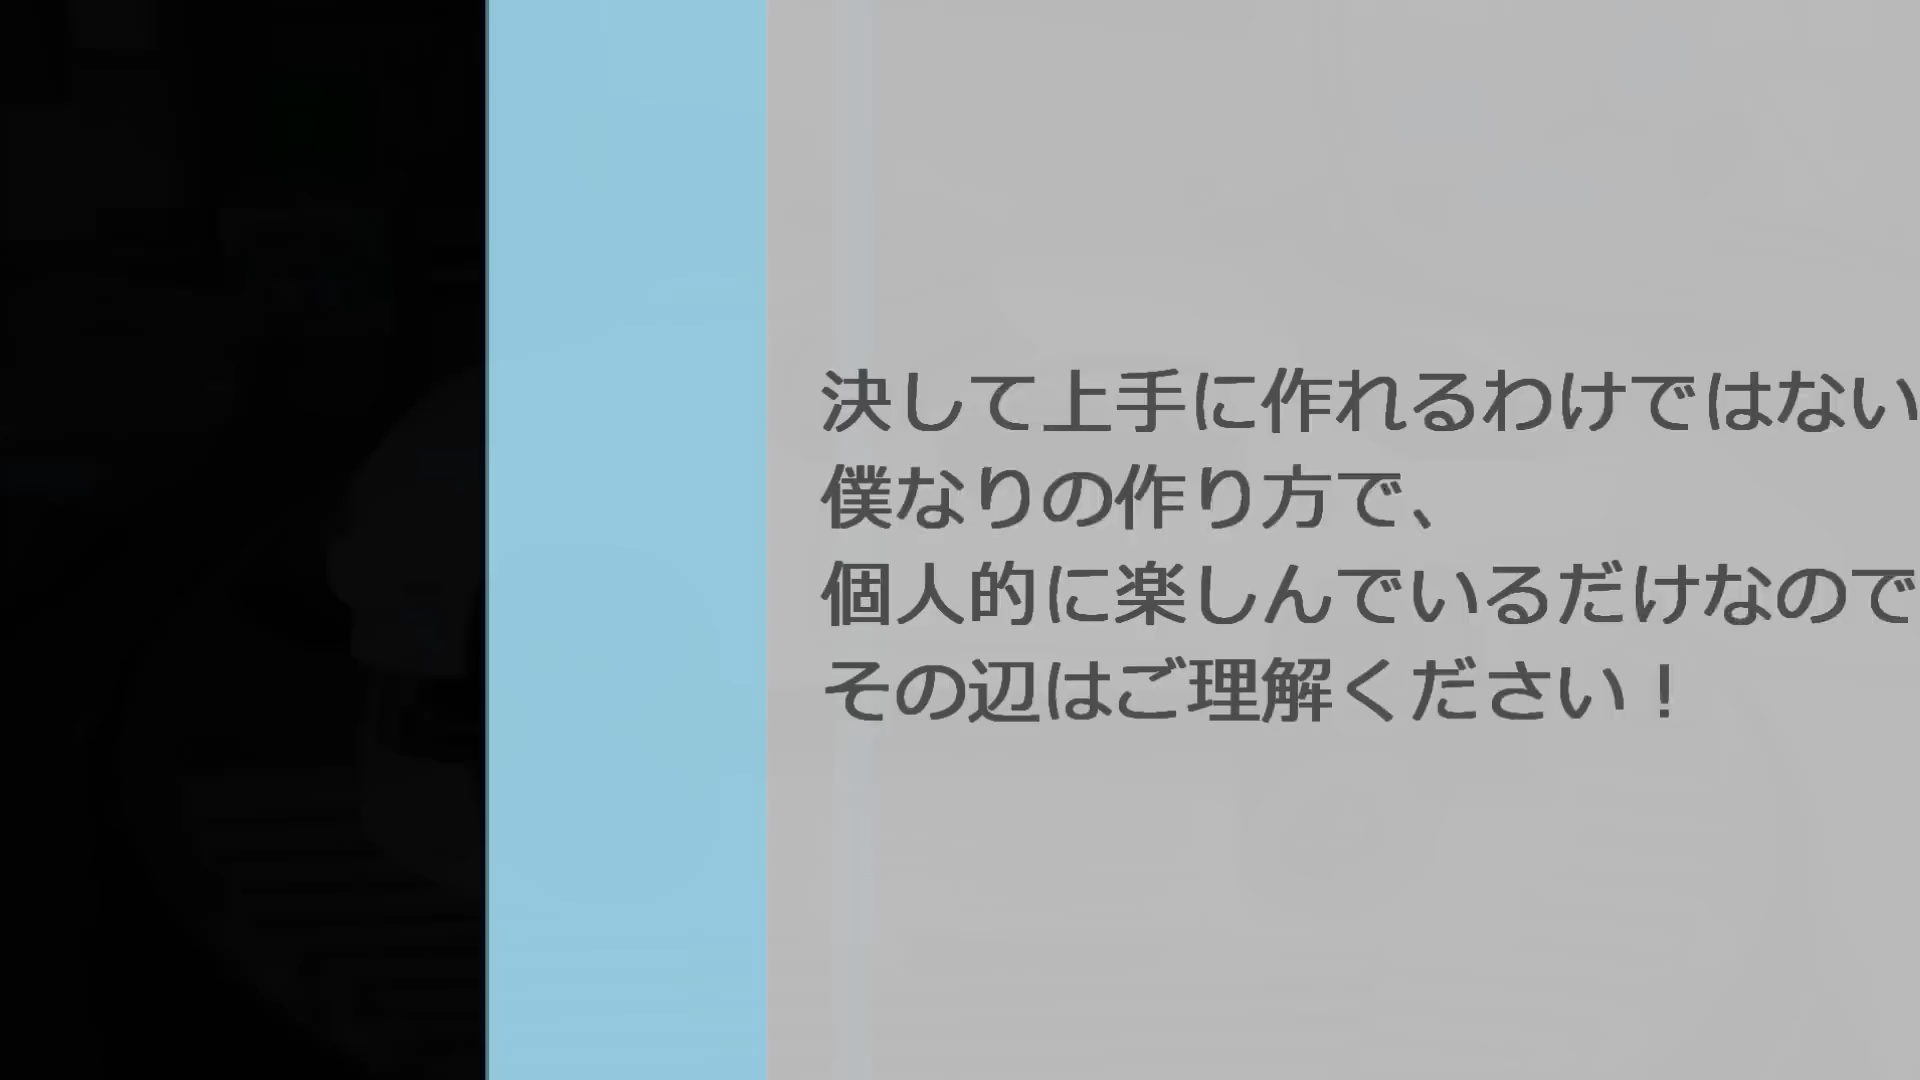 決して上手に作れるわけではない
僕なりの作り方で、
個人的に楽しんでいるだけなので
その辺はご理解ください！